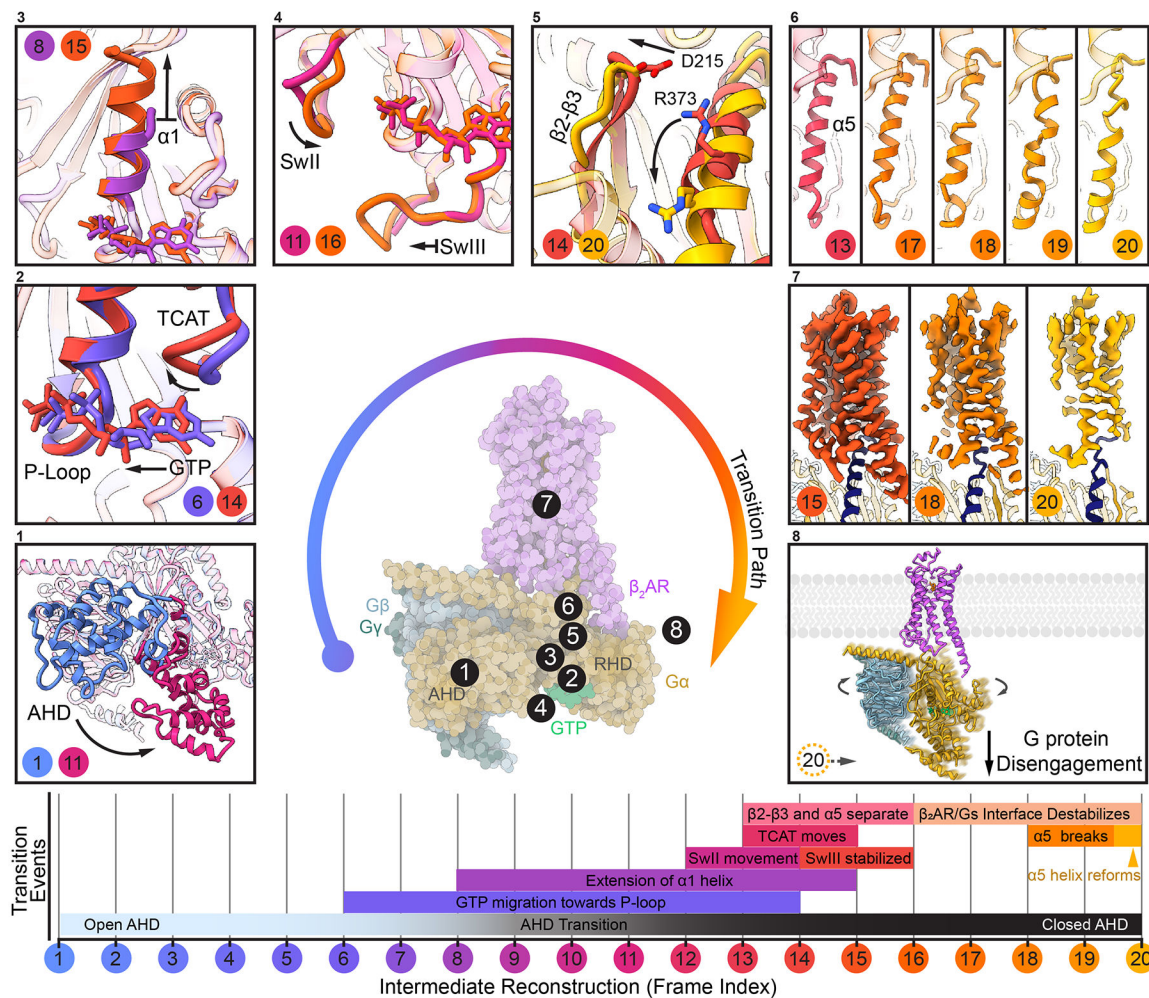 3
8 15
α1
4
SwII
11 16
SwIII
5
D215
β2-β3
R373
14 20
6
α5
13 17 18 19 20
2
TCAT
P-Loop
GTP
6 14
7
15 18 20
Transition Path
7
β₂AR
Gβ
Gγ
6
5
8
3
RHD
1
2
Gα
AHD
4
GTP
1
AHD
1 11
8
20
G protein
Disengagement
Transition
Events
β2-β3 and α5 separate
β₂AR/Gs Interface Destabilizes
TCAT moves
α5 breaks
SwII movement
SwIII stabilized
Extension of α1 helix
α5 helix reforms
GTP migration towards P-loop
Open AHD
AHD Transition
Closed AHD
1 2 3 4 5 6 7 8 9 10 11 12 13 14 15 16 17 18 19 20
Intermediate Reconstruction (Frame Index)